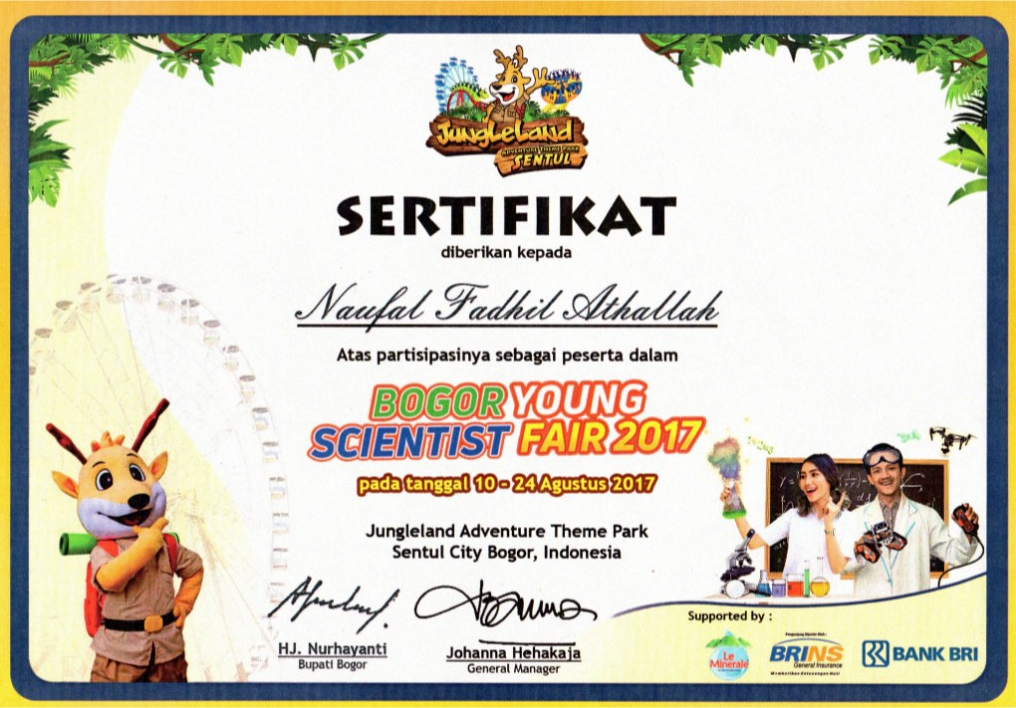 JUNGLELAND
ADVENTURE THEME PARK
SENTUL
SERTIFIKAT
diberikan kepada
Naufal Fadhil Athallah
Atas partisipasinya sebagai peserta dalam
BOGOR YOUNG
SCIENTIST FAIR 2017
pada tanggal 10 - 24 Agustus 2017
Jungleland Adventure Theme Park
Sentul City Bogor, Indonesia
HJ. Nurhayanti
Bupati Bogor
Johanna Hehakaja
General Manager
Supported by :
Le Minerale
BRINS
General Insurance
BANK BRI